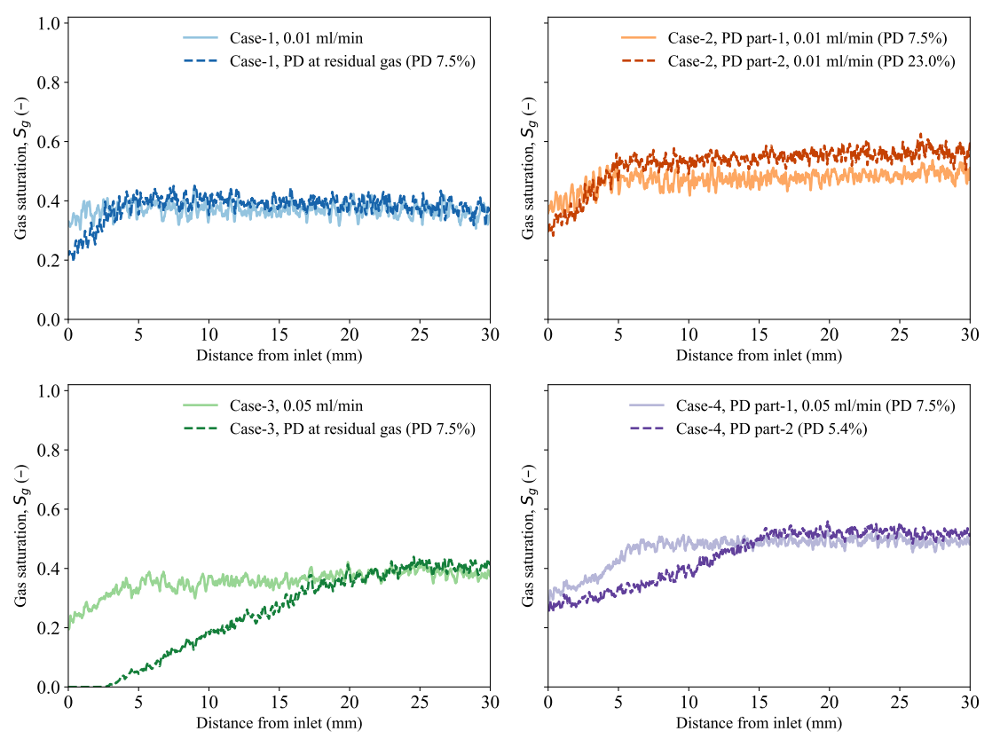 1.0
0.8
0.6
0.4
0.2
0.0
Gas saturation, Sg (−)
Case-1, 0.01 ml/min
Case-1, PD at residual gas (PD 7.5%)
0 5 10 15 20 25 30
Distance from inlet (mm)
Gas saturation, Sg (−)
Case-2, PD part-1, 0.01 ml/min (PD 7.5%)
Case-2, PD part-2, 0.01 ml/min (PD 23.0%)
0 5 10 15 20 25 30
Distance from inlet (mm)
1.0
0.8
0.6
0.4
0.2
0.0
Gas saturation, Sg (−)
Case-3, 0.05 ml/min
Case-3, PD at residual gas (PD 7.5%)
0 5 10 15 20 25 30
Distance from inlet (mm)
Gas saturation, Sg (−)
Case-4, PD part-1, 0.05 ml/min (PD 7.5%)
Case-4, PD part-2 (PD 5.4%)
0 5 10 15 20 25 30
Distance from inlet (mm)